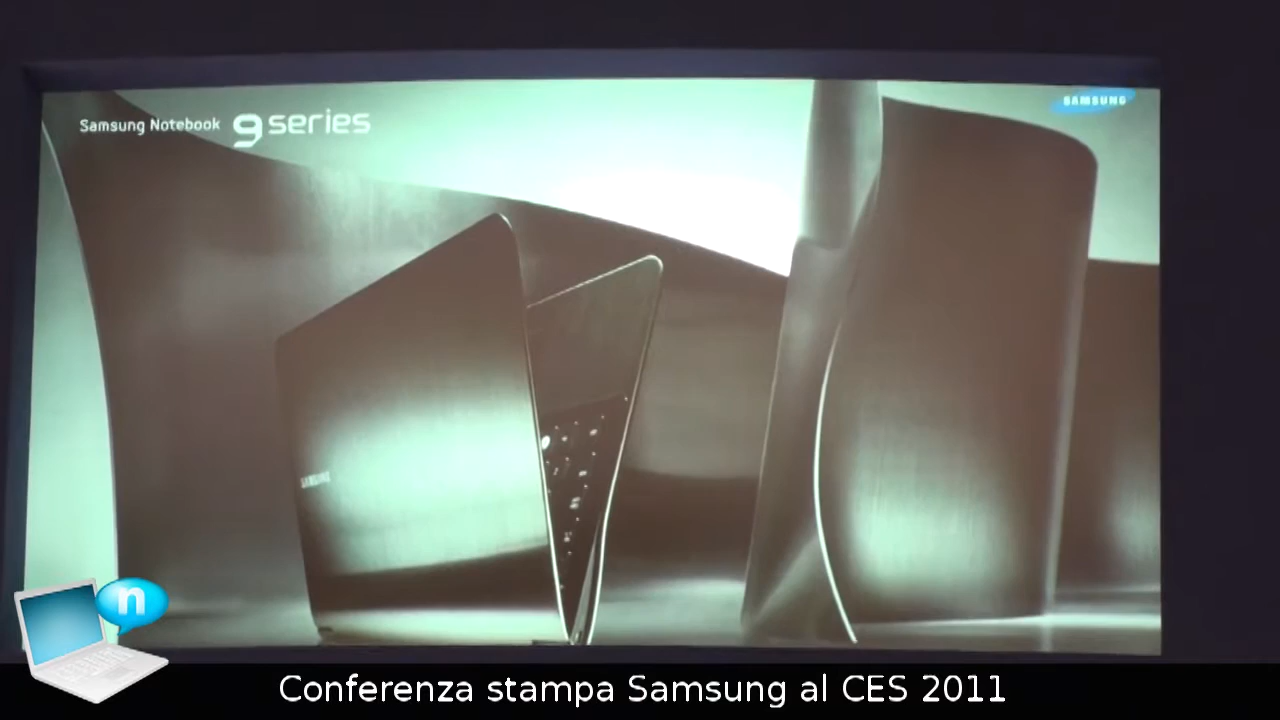 Samsung Notebook 9 series
SAMSUNG
SAMSUNG
n
Conferenza stampa Samsung al CES 2011